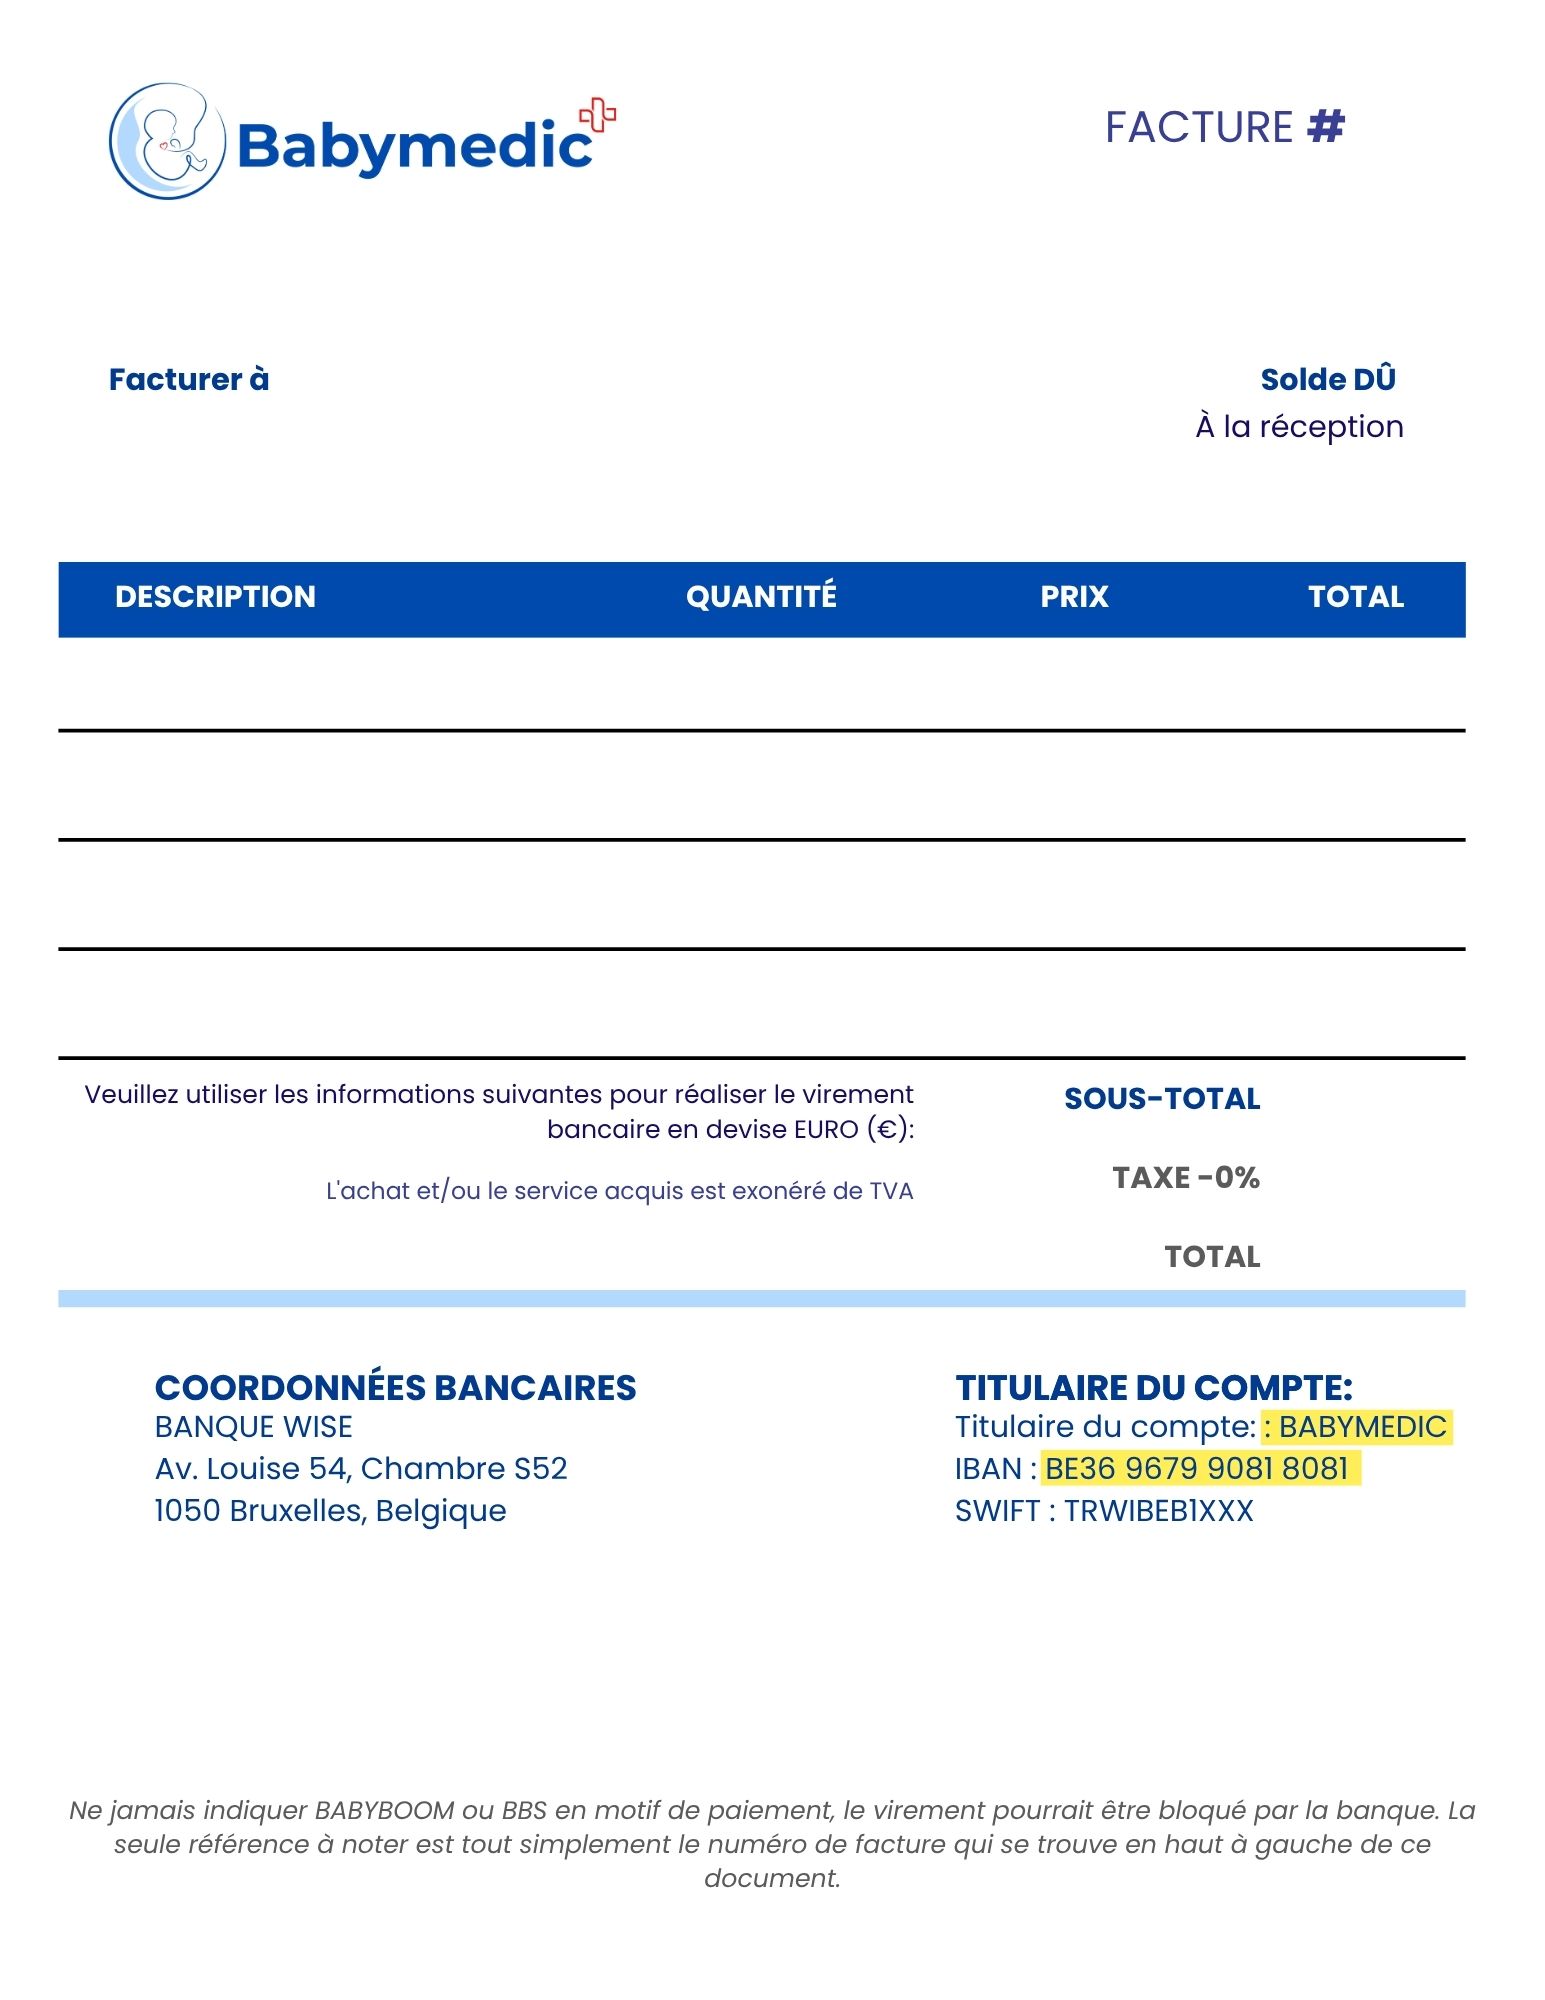 Babymedic
FACTURE #
Facturer à
Solde DÛ
À la réception
DESCRIPTION QUANTITÉ PRIX TOTAL
Veuillez utiliser les informations suivantes pour réaliser le virement
bancaire en devise EURO (€):
L'achat et/ou le service acquis est exonéré de TVA
SOUS-TOTAL
TAXE -0%
TOTAL
COORDONNÉES BANCAIRES
BANQUE WISE
Av. Louise 54, Chambre S52
1050 Bruxelles, Belgique
TITULAIRE DU COMPTE:
Titulaire du compte: : BABYMEDIC
IBAN : BE36 9679 9081 8081
SWIFT : TRWIBEB1XXX
Ne jamais indiquer BABYBOOM ou BBS en motif de paiement, le virement pourrait être bloqué par la banque. La
seule référence à noter est tout simplement le numéro de facture qui se trouve en haut à gauche de ce
document.